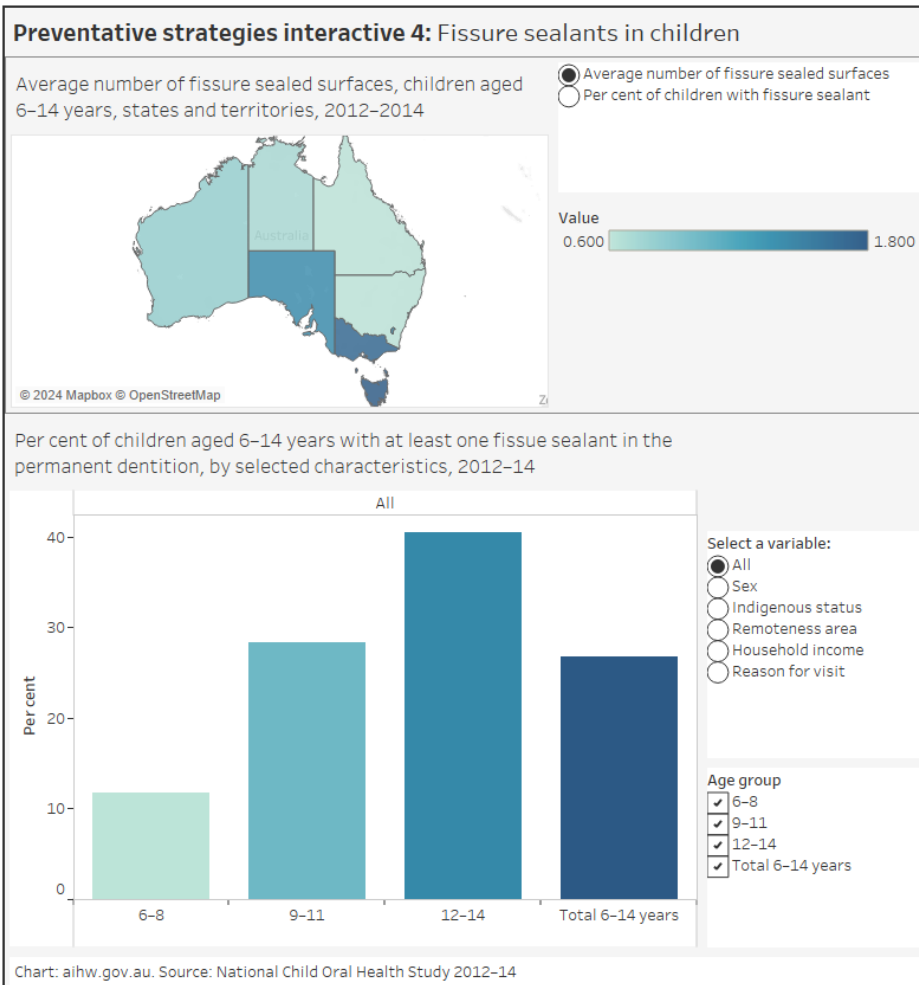 Preventative strategies interactive 4: Fissure sealants in children
Average number of fissure sealed surfaces, children aged
6–14 years, states and territories, 2012–2014
Average number of fissure sealed surfaces
Per cent of children with fissure sealant
Value
0.600 1.800
Australia
© 2024 Mapbox © OpenStreetMap
Per cent of children aged 6–14 years with at least one fissue sealant in the
permanent dentition, by selected characteristics, 2012–14
All
40
30
20
10
0
Per cent
6–8 9–11 12–14 Total 6–14 years
Select a variable:
All
Sex
Indigenous status
Remoteness area
Household income
Reason for visit
Age group
6–8
9–11
12–14
Total 6–14 years
Chart: aihw.gov.au. Source: National Child Oral Health Study 2012–14